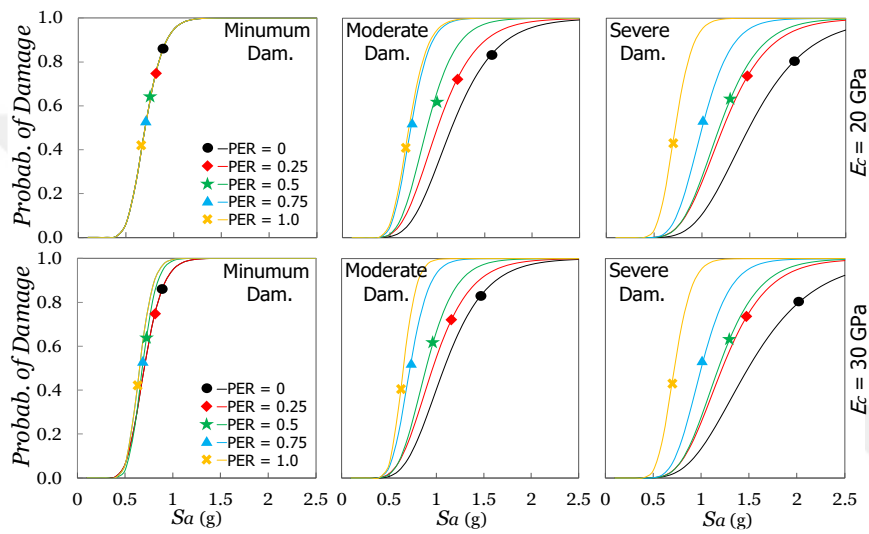 Probab. of Damage
1.0
0.8
0.6
0.4
0.2
0.0
Minumum
Dam.
PER = 0
PER = 0.25
PER = 0.5
PER = 0.75
PER = 1.0
Moderate
Dam.
Severe
Dam.
Ec = 20 GPa
Probab. of Damage
1.0
0.8
0.6
0.4
0.2
0.0
Minumum
Dam.
PER = 0
PER = 0.25
PER = 0.5
PER = 0.75
PER = 1.0
0 0.5 1 1.5 2 2.5
Sa (g)
Moderate
Dam.
0 0.5 1 1.5 2 2.5
Sa (g)
Severe
Dam.
0 0.5 1 1.5 2 2.5
Sa (g)
Ec = 30 GPa